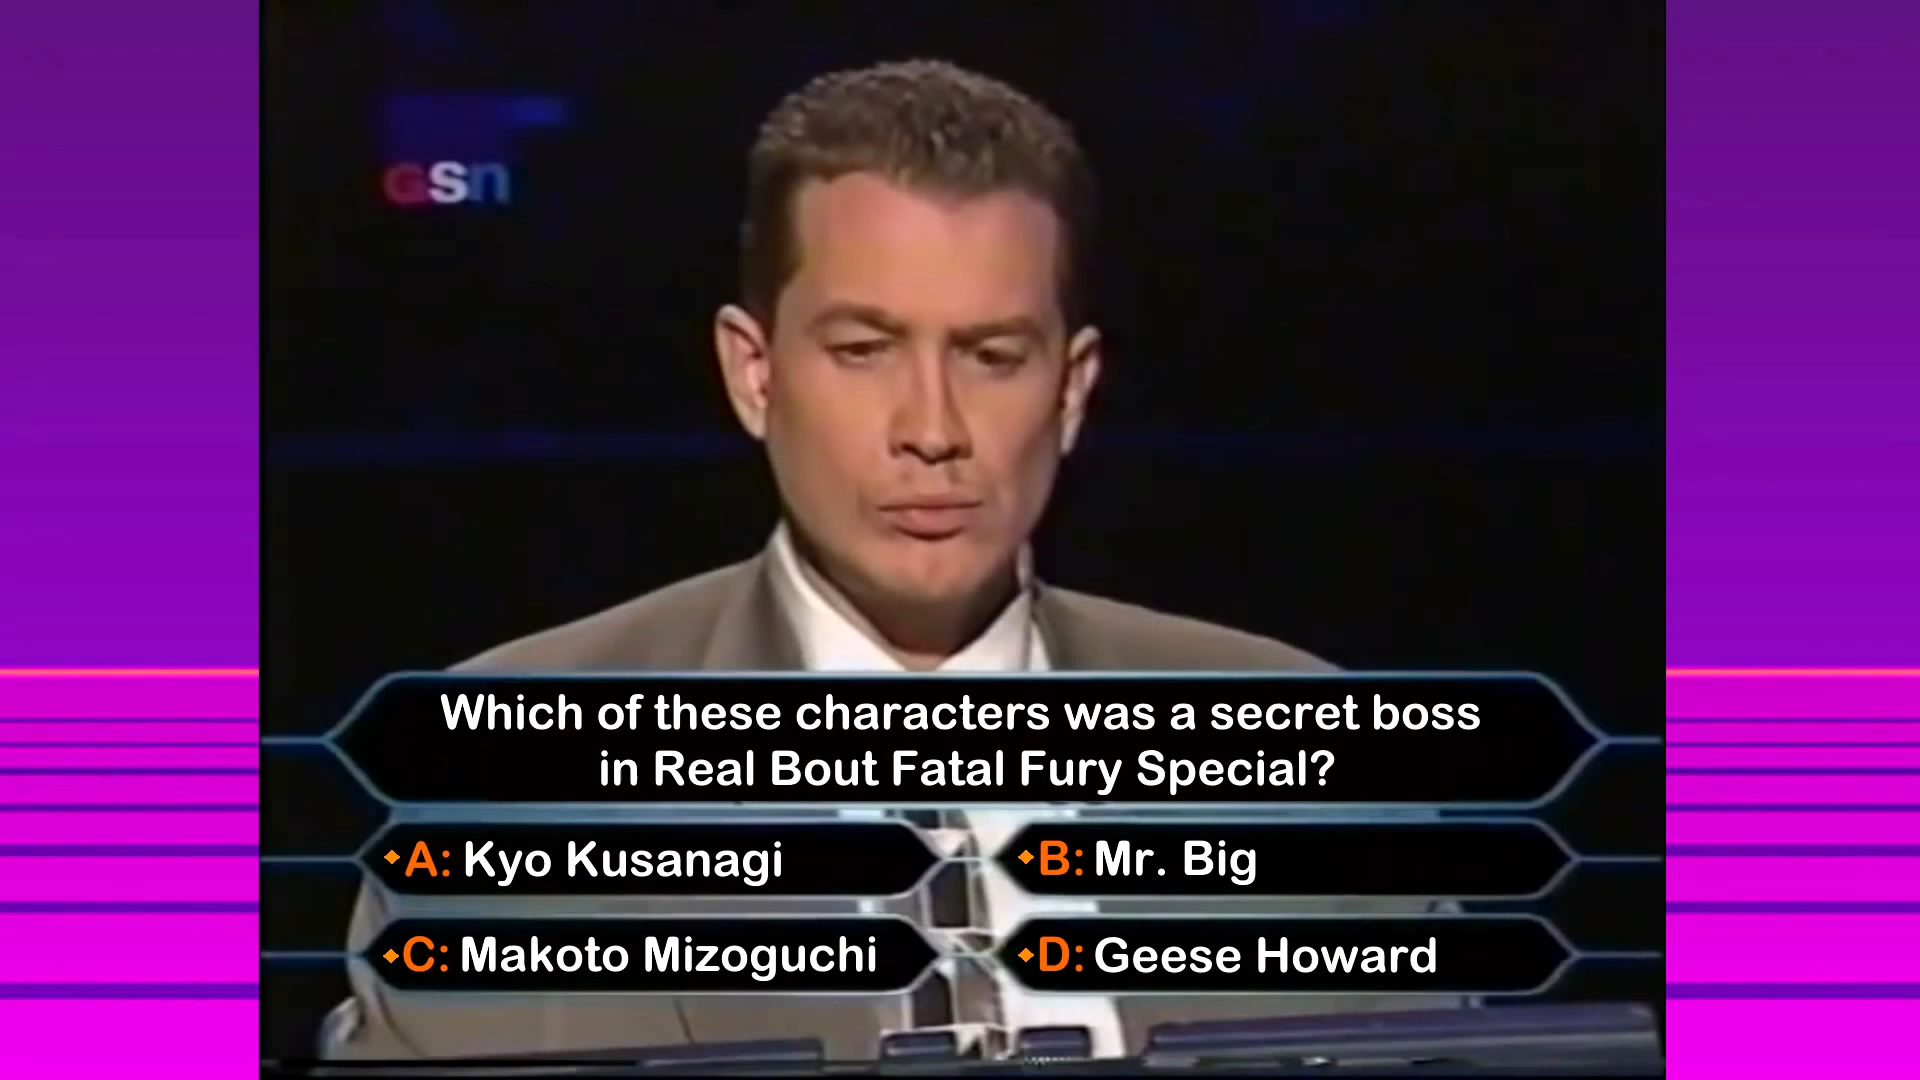 GSN
Which of these characters was a secret boss
in Real Bout Fatal Fury Special?
A: Kyo Kusanagi
B: Mr. Big
C: Makoto Mizoguchi
D: Geese Howard